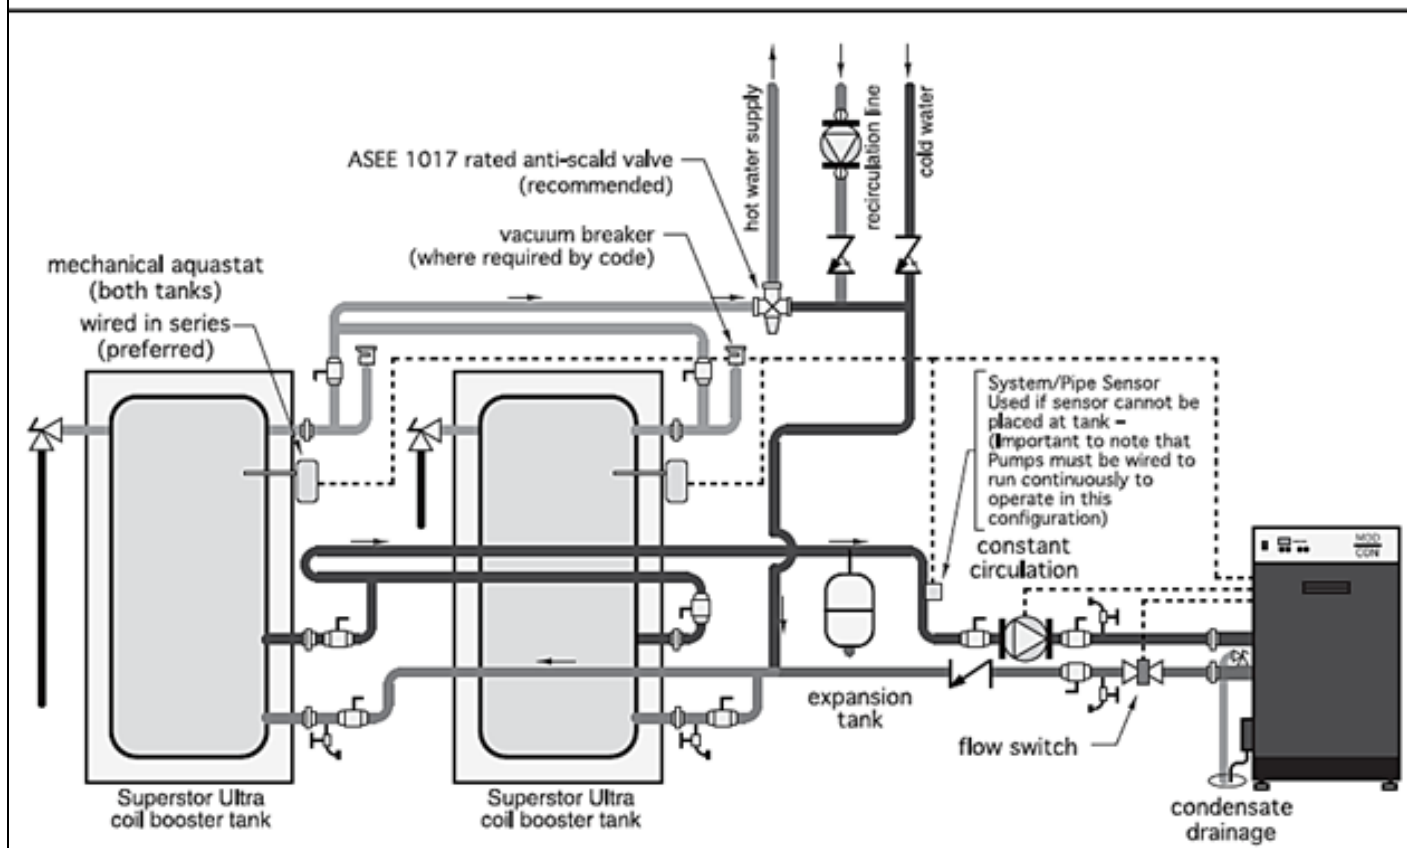 hot water supply
recirculation line
cold water
ASEE 1017 rated anti-scald valve
(recommended)
vacuum breaker
(where required by code)
mechanical aquastat
(both tanks)
wired in series
(preferred)
System/Pipe Sensor
Used if sensor cannot be
placed at tank –
(Important to note that
Pumps must be wired to
run continuously to
operate in this
configuration)
constant
circulation
MOD
CON
expansion
tank
flow switch
condensate
drainage
Superstor Ultra
coil booster tank
Superstor Ultra
coil booster tank